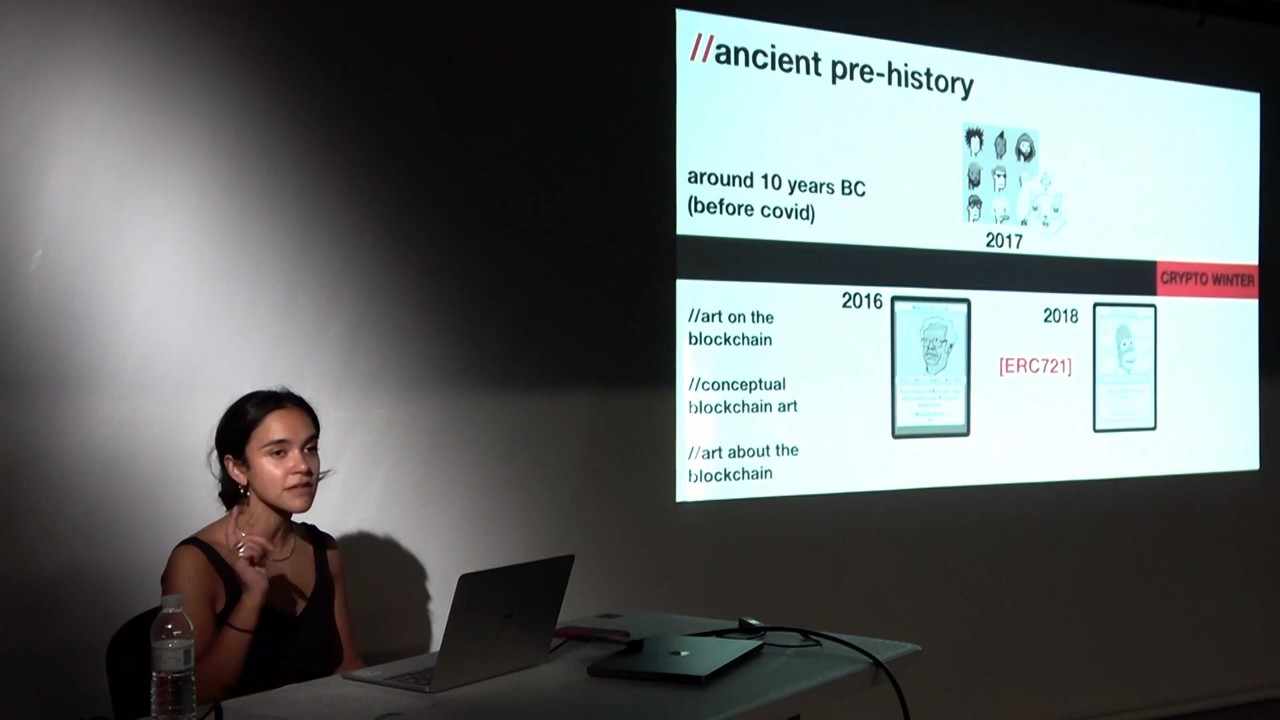 //ancient pre-history
around 10 years BC
(before covid)
2017
CRYPTO WINTER
2016
2018
//art on the
blockchain
[ERC721]
//conceptual
blockchain art
//art about the
blockchain